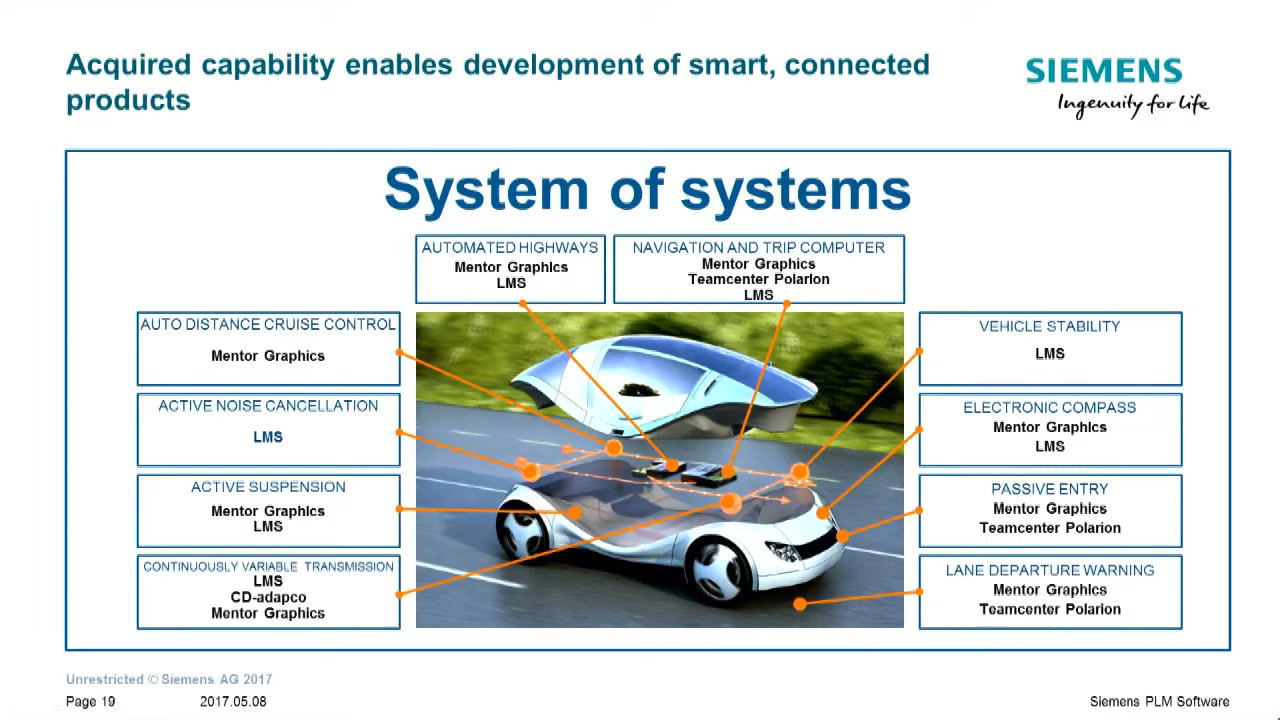 Acquired capability enables development of smart, connected
products
SIEMENS
Ingenuity for life
System of systems
AUTOMATED HIGHWAYS
Mentor Graphics
LMS
NAVIGATION AND TRIP COMPUTER
Mentor Graphics
Teamcenter Polarion
LMS
AUTO DISTANCE CRUISE CONTROL
Mentor Graphics
ACTIVE NOISE CANCELLATION
LMS
ACTIVE SUSPENSION
Mentor Graphics
LMS
CONTINUOUSLY VARIABLE TRANSMISSION
LMS
CD-adapco
Mentor Graphics
VEHICLE STABILITY
LMS
ELECTRONIC COMPASS
Mentor Graphics
LMS
PASSIVE ENTRY
Mentor Graphics
Teamcenter Polarion
LANE DEPARTURE WARNING
Mentor Graphics
Teamcenter Polarion
Unrestricted © Siemens AG 2017
Page 19 2017.05.08 Siemens PLM Software